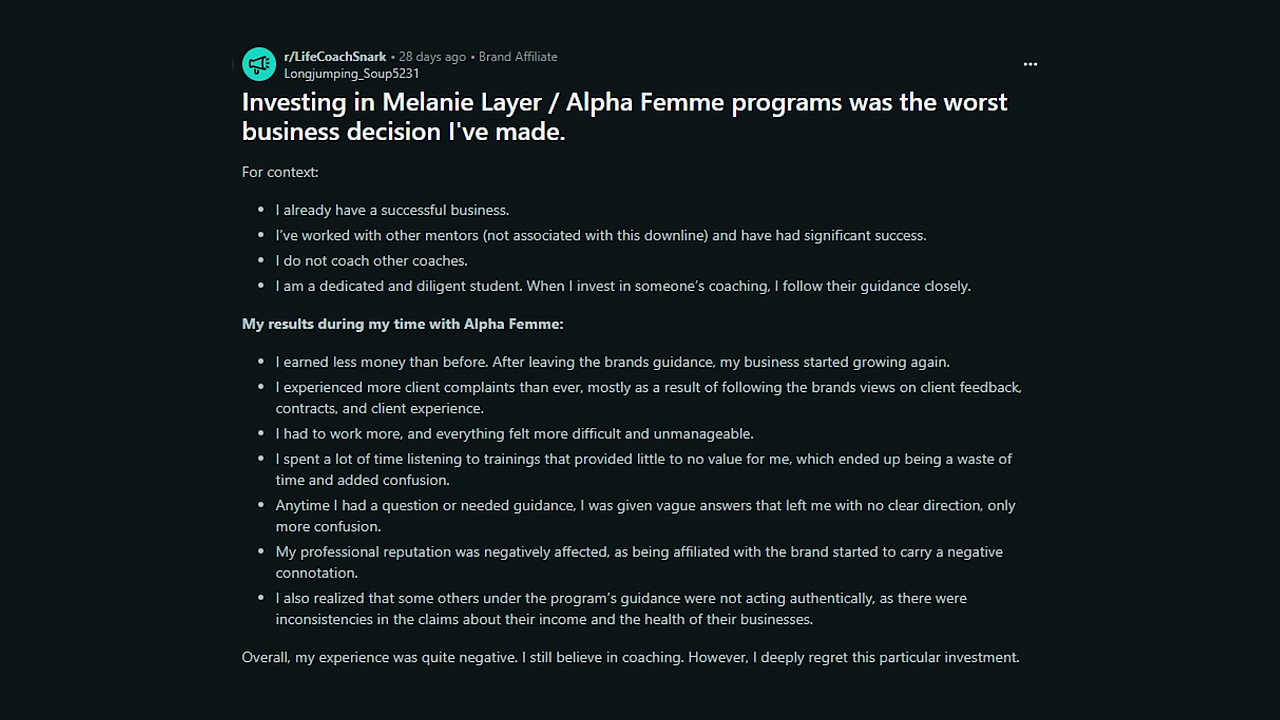 r/LifeCoachSnark • 28 days ago • Brand Affiliate
Longjumping_Soup5231
Investing in Melanie Layer / Alpha Femme programs was the worst
business decision I've made.
For context:
• I already have a successful business.
• I've worked with other mentors (not associated with this downline) and have had significant success.
• I do not coach other coaches.
• I am a dedicated and diligent student. When I invest in someone's coaching, I follow their guidance closely.
My results during my time with Alpha Femme:
• I earned less money than before. After leaving the brands guidance, my business started growing again.
• I experienced more client complaints than ever, mostly as a result of following the brands views on client feedback,
contracts, and client experience.
• I had to work more, and everything felt more difficult and unmanageable.
• I spent a lot of time listening to trainings that provided little to no value for me, which ended up being a waste of
time and added confusion.
• Anytime I had a question or needed guidance, I was given vague answers that left me with no clear direction, only
more confusion.
• My professional reputation was negatively affected, as being affiliated with the brand started to carry a negative
connotation.
• I also realized that some others under the program's guidance were not acting authentically, as there were
inconsistencies in the claims about their income and the health of their businesses.
Overall, my experience was quite negative. I still believe in coaching. However, I deeply regret this particular investment.